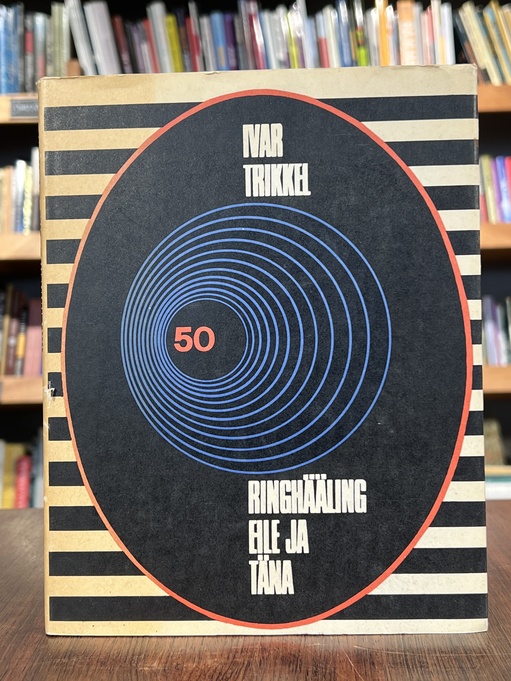 IVAR
TRIKKEL
50
RINGHÄÄLING
EILE JA
TÄNA